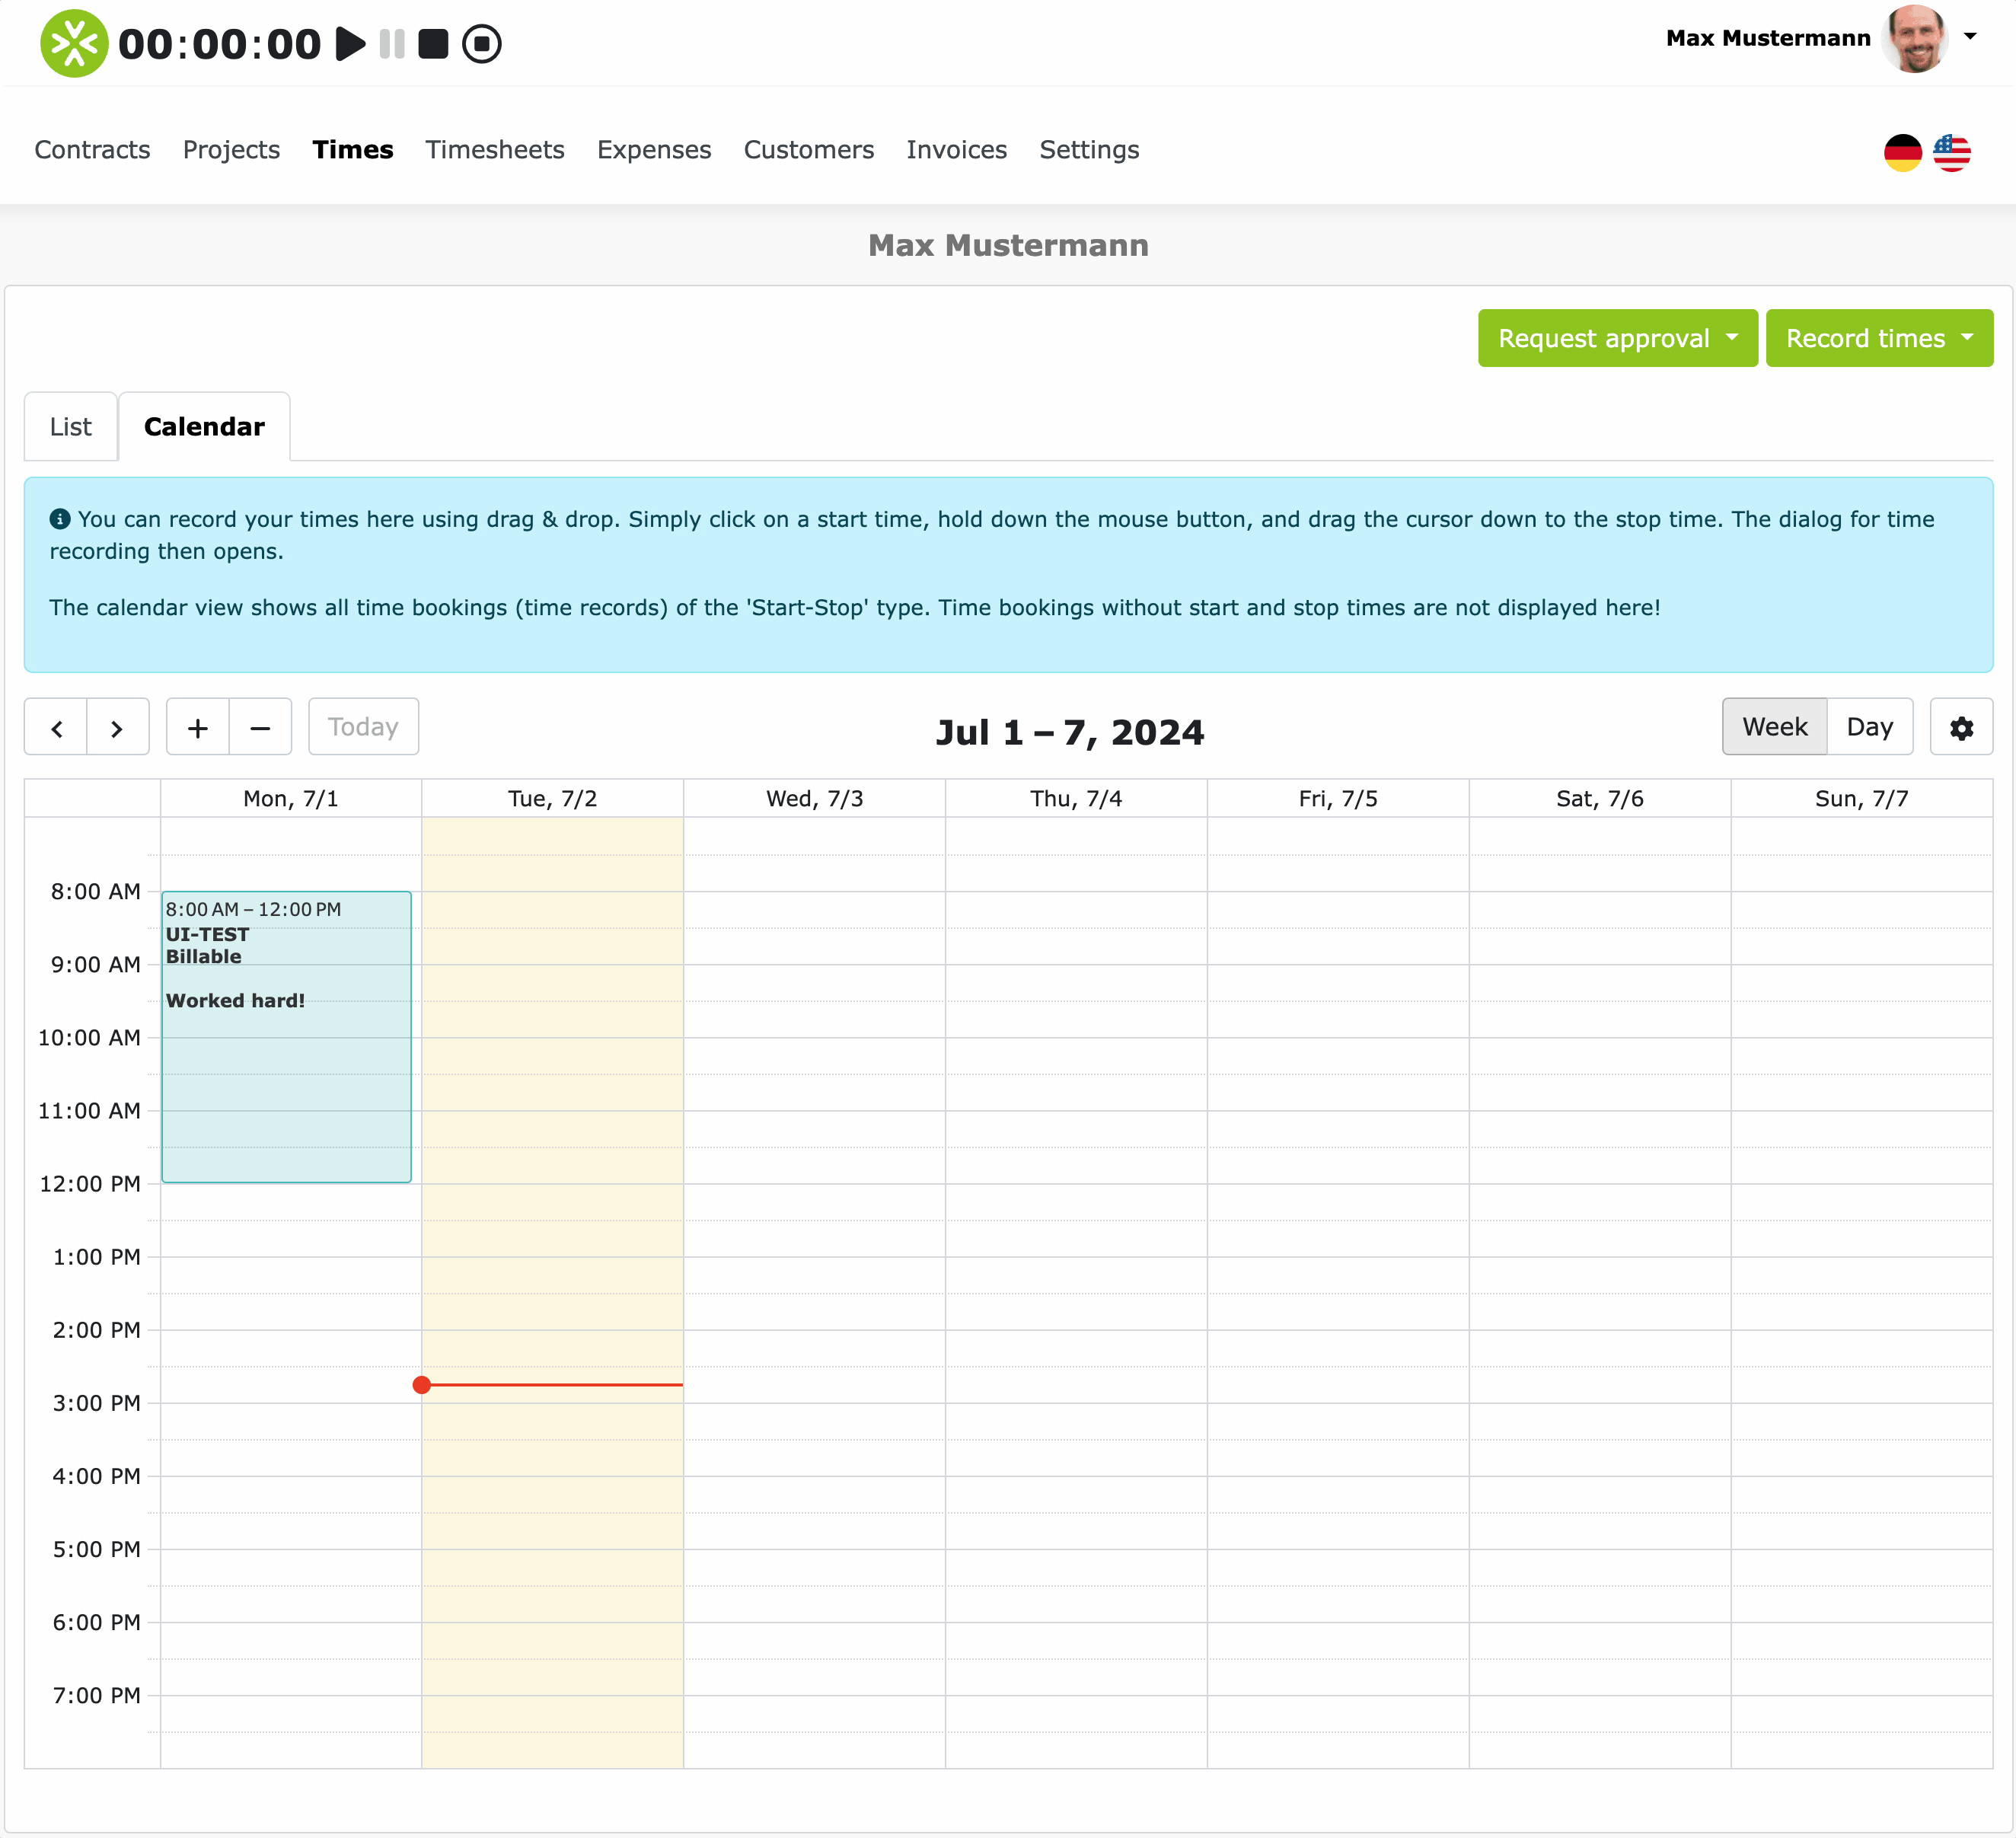 00:00:00
Max Mustermann
Contracts Projects Times Timesheets Expenses Customers Invoices Settings
Max Mustermann
Request approval Record times
List Calendar
You can record your times here using drag & drop. Simply click on a start time, hold down the mouse button, and drag the cursor down to the stop time. The dialog for time
recording then opens.
The calendar view shows all time bookings (time records) of the 'Start-Stop' type. Time bookings without start and stop times are not displayed here!
Today
Jul 1 – 7, 2024
Week Day
Mon, 7/1 Tue, 7/2 Wed, 7/3 Thu, 7/4 Fri, 7/5 Sat, 7/6 Sun, 7/7
8:00 AM
8:00 AM – 12:00 PM
UI-TEST
Billable
9:00 AM
Worked hard!
10:00 AM
11:00 AM
12:00 PM
1:00 PM
2:00 PM
3:00 PM
4:00 PM
5:00 PM
6:00 PM
7:00 PM